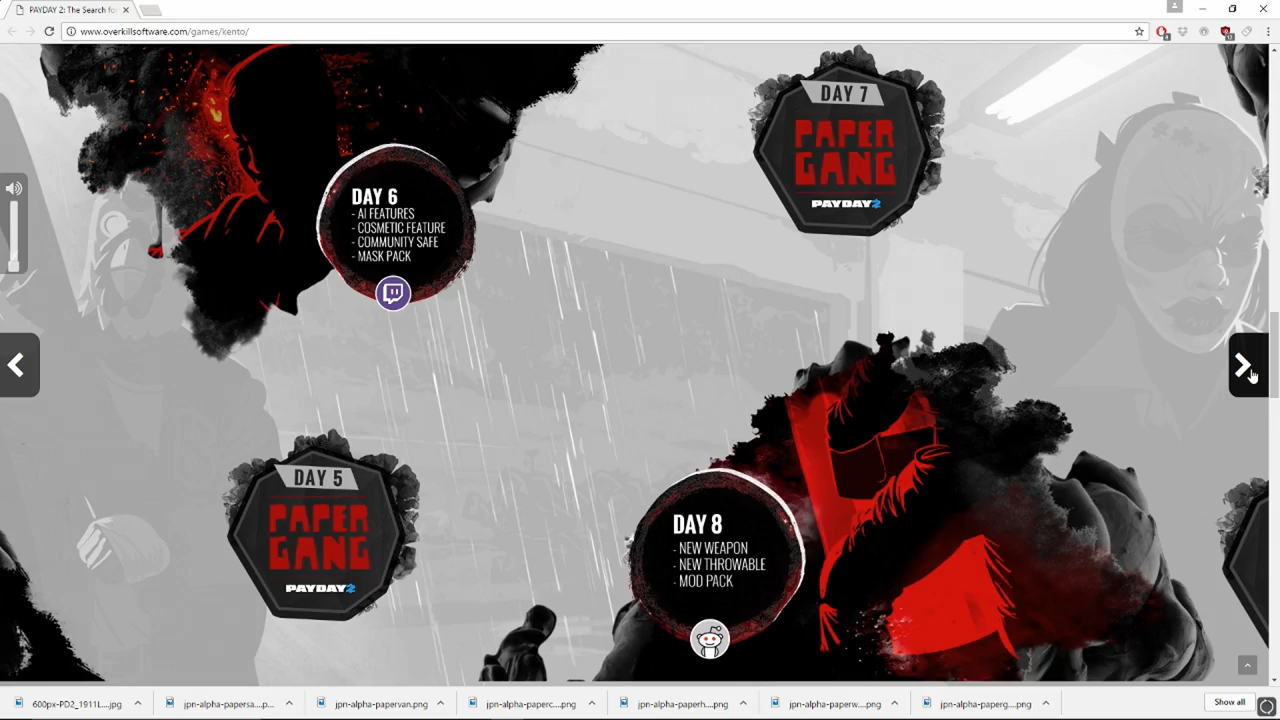 PAYDAY 2: The Search fo
www.overkillsoftware.com/games/kento/
DAY 7
PAPER
GANG
PAYDAY 2
DAY 6
- AI FEATURES
- COSMETIC FEATURE
- COMMUNITY SAFE
- MASK PACK
DAY 5
PAPER
GANG
PAYDAY 2
DAY 8
- NEW WEAPON
- NEW THROWABLE
- MOD PACK
600px-PD2_1911L....jpg
jpn-alpha-papersa...p...
jpn-alpha-papervan.png
jpn-alpha-paperc....png
jpn-alpha-paperh....png
jpn-alpha-paperw....png
jpn-alpha-paperg....png
Show all